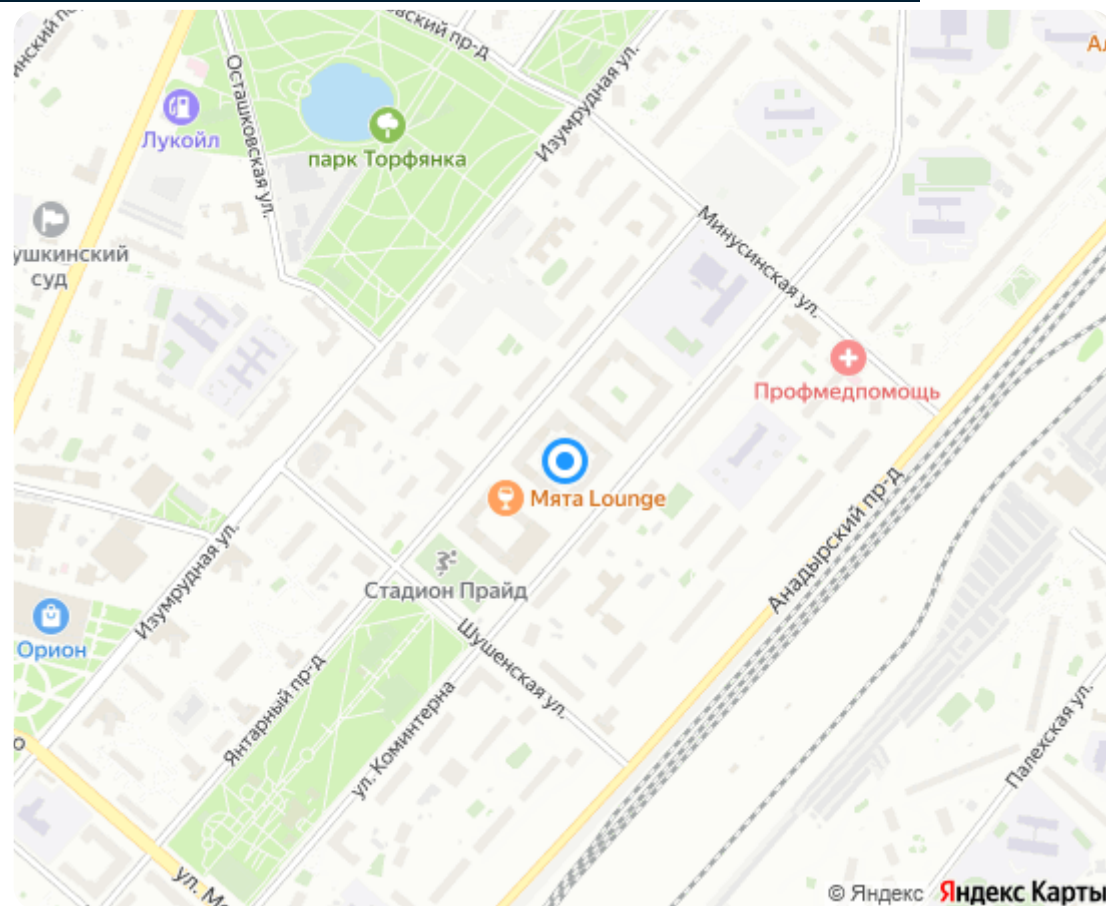 Осташковская ул.
Изумрудная ул.
Лукойл
парк Торфянка
Минусинская ул.
суд
Профмедпомощь
Мята Lounge
Анадырский пр-д
Стадион Прайд
Изумрудная ул.
Орион
Шушенская ул.
Янтарный пр-д
ул. Коминтерна
Палехская ул.
© Яндекс Яндекс Карты